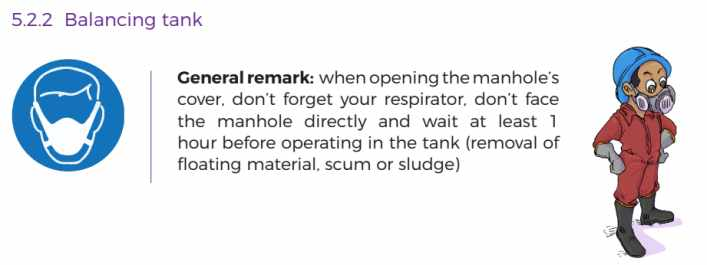 5.2.2 Balancing tank
General remark: when opening the manhole's
cover, don't forget your respirator, don't face
the manhole directly and wait at least 1
hour before operating in the tank (removal of
floating material, scum or sludge)